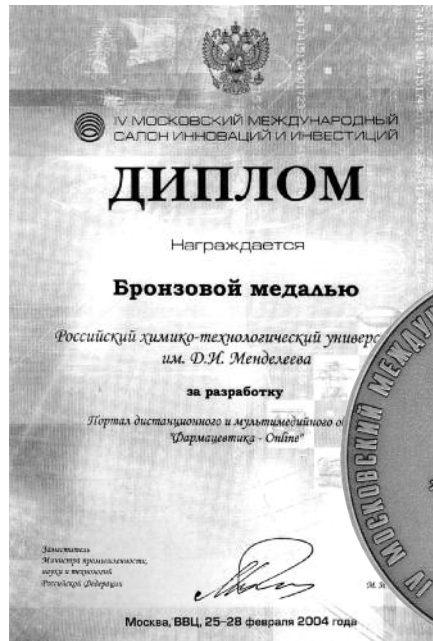 IV МОСКОВСКИЙ МЕЖДУНАРОДНЫЙ
САЛОН ИННОВАЦИЙ И ИНВЕСТИЦИЙ
ДИПЛОМ
Награждается
Бронзовой медалью
Российский химико-технологический
им. Д.И. Менделеева
за разработку
Портал дистанционного и мультимедийного
"Фармацевтика - Online"
Заместитель
Министра промышленности,
науки и технологий
Российской Федерации
Москва, ВВЦ, 25-28 февраля 2004 года
IV МОСКОВСКИЙ